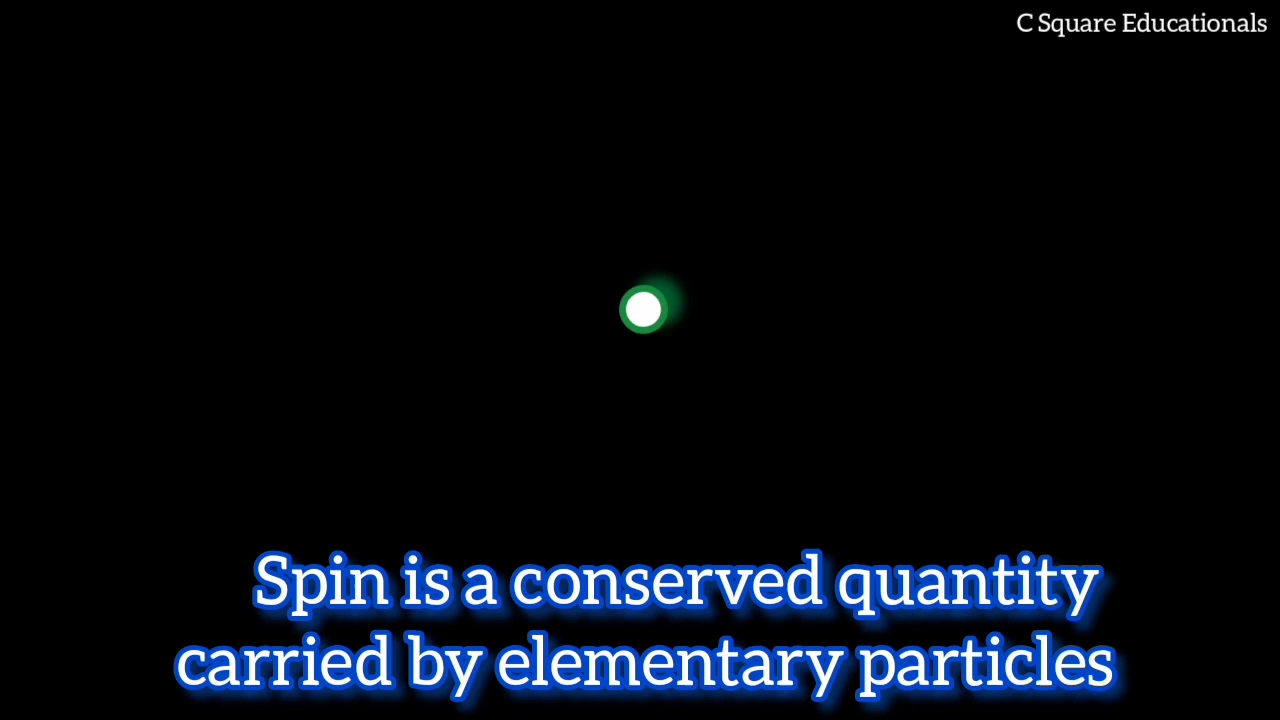 C Square Educationals
Spin is a conserved quantity
carried by elementary particles